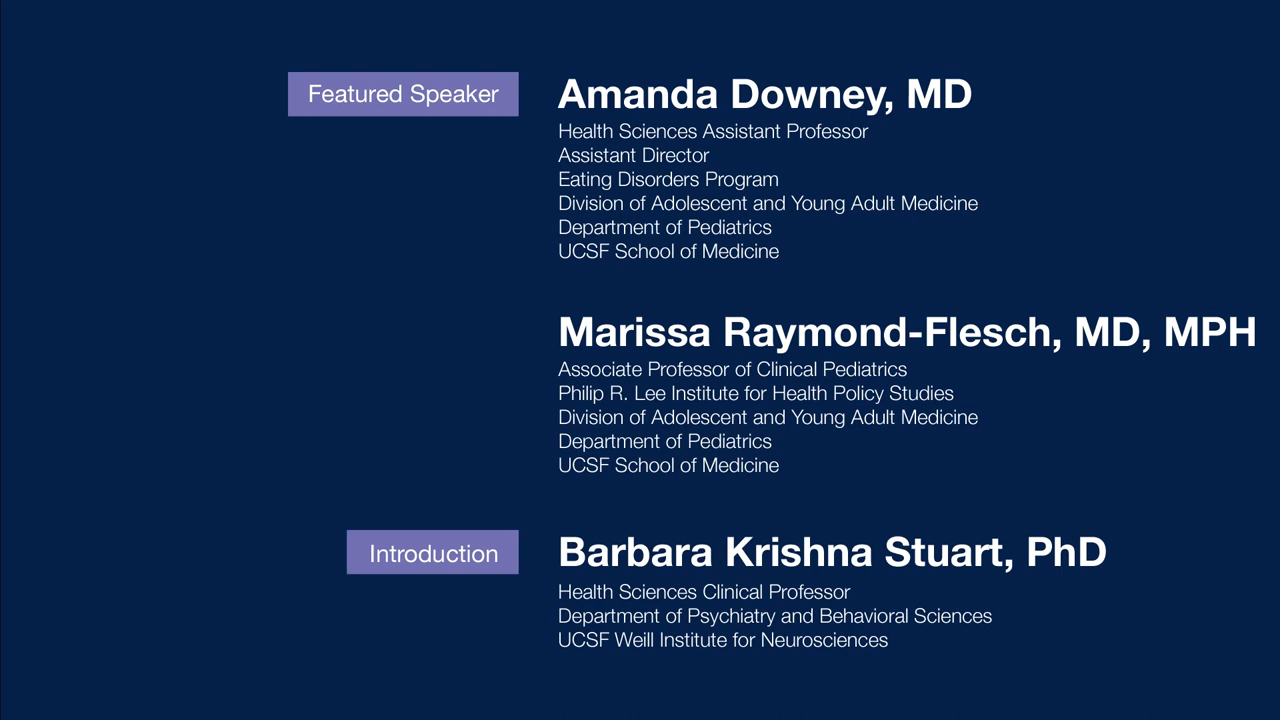 Featured Speaker
Amanda Downey, MD
Health Sciences Assistant Professor
Assistant Director
Eating Disorders Program
Division of Adolescent and Young Adult Medicine
Department of Pediatrics
UCSF School of Medicine
Marissa Raymond-Flesch, MD, MPH
Associate Professor of Clinical Pediatrics
Philip R. Lee Institute for Health Policy Studies
Division of Adolescent and Young Adult Medicine
Department of Pediatrics
UCSF School of Medicine
Introduction
Barbara Krishna Stuart, PhD
Health Sciences Clinical Professor
Department of Psychiatry and Behavioral Sciences
UCSF Weill Institute for Neurosciences